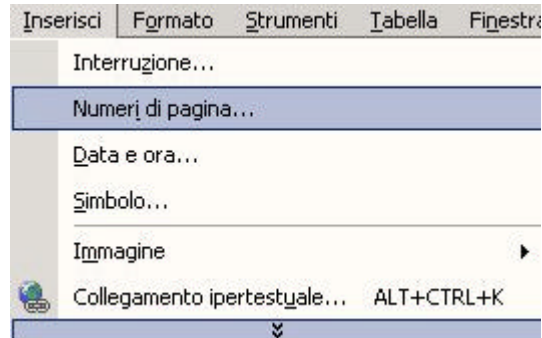 Inserisci Formato Strumenti Tabella Finestra
Interruzione...
Numeri di pagina...
Data e ora...
Simbolo...
Immagine
Collegamento ipertestuale... ALT+CTRL+K